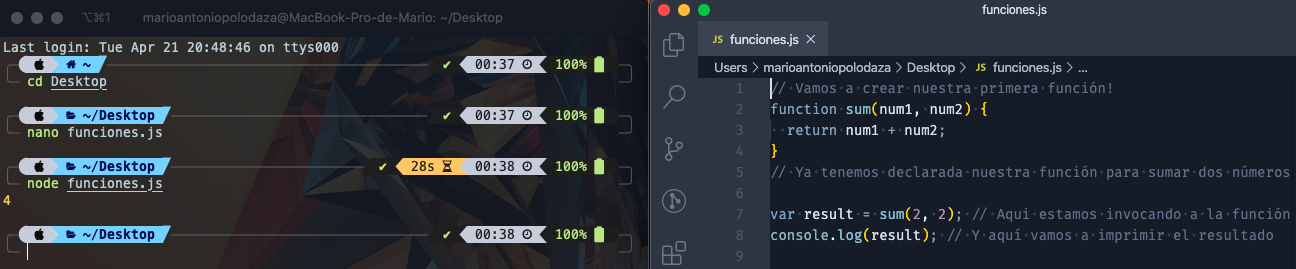 ⌥⌘1
marioantoniopolodaza@MacBook-Pro-de-Mario: ~/Desktop
Last login: Tue Apr 21 20:48:46 on ttys000
~ ✔ 00:37 100%
cd Desktop
~/Desktop ✔ 00:37 100%
nano funciones.js
~/Desktop ✔ 28s 00:38 100%
node funciones.js
4
~/Desktop ✔ 00:38 100%
funciones.js
JS funciones.js ×
Users > marioantoniopolodaza > Desktop > JS funciones.js > ...
1 // Vamos a crear nuestra primera función!
2 function sum(num1, num2) {
3 return num1 + num2;
4 }
5 // Ya tenemos declarada nuestra función para sumar dos números
6
7 var result = sum(2, 2); // Aqui estamos invocando a la función
8 console.log(result); // Y aquí vamos a imprimir el resultado
9